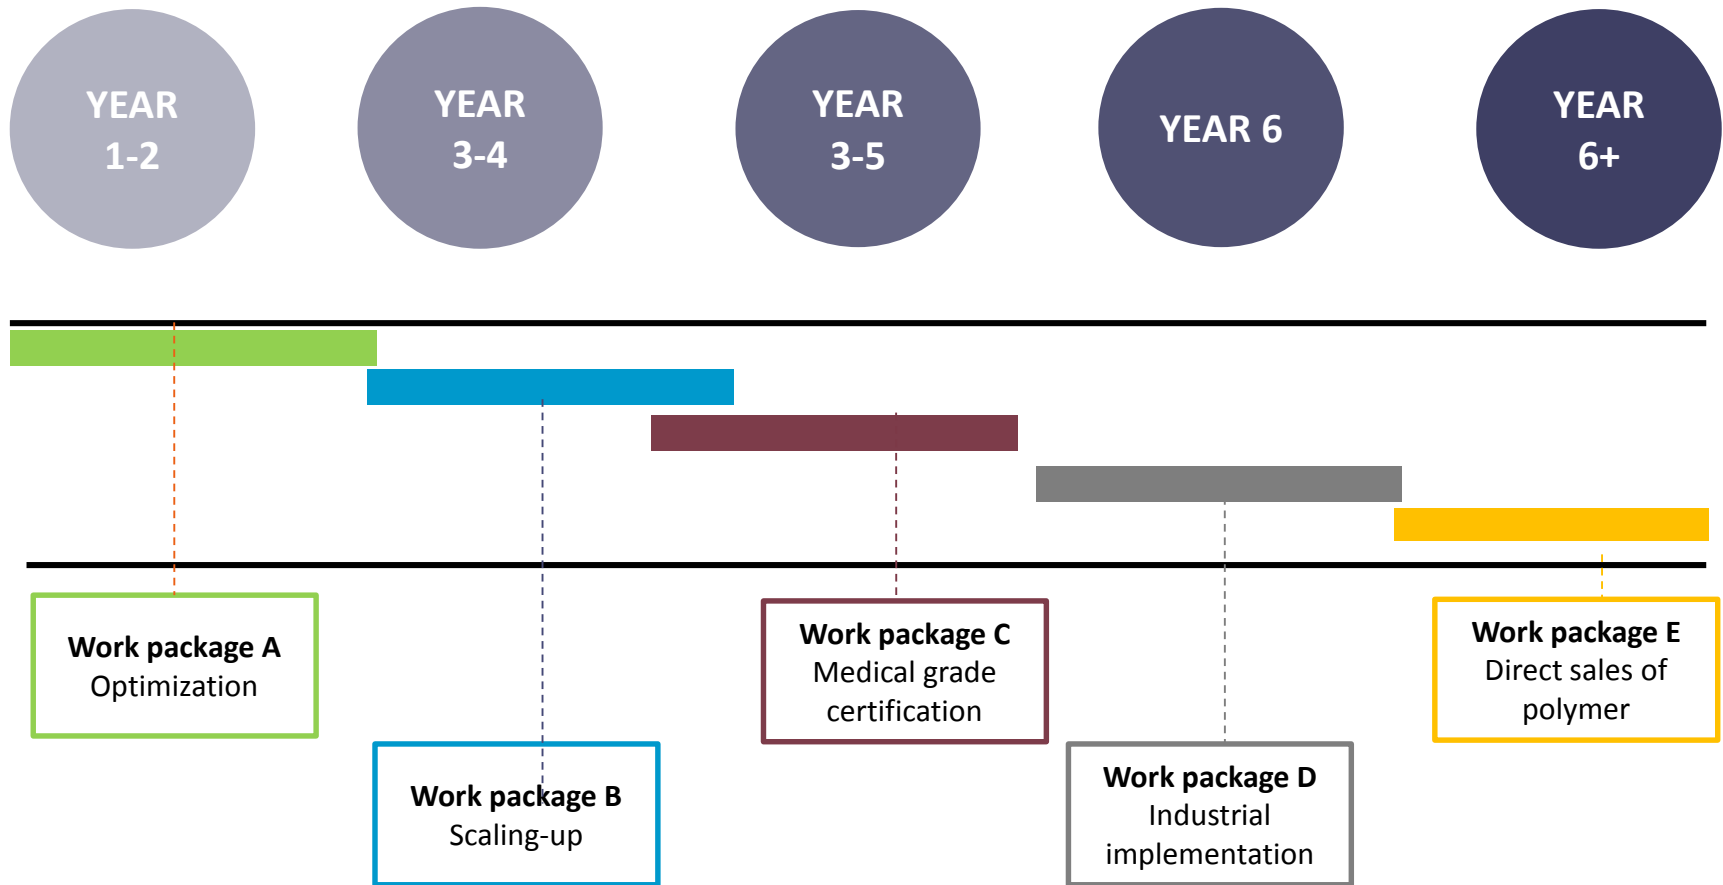 YEAR
1-2
YEAR
3-4
YEAR
3-5
YEAR 6
YEAR
6+
Work package A
Optimization
Work package B
Scaling-up
Work package C
Medical grade
certification
Work package D
Industrial
implementation
Work package E
Direct sales of
polymer